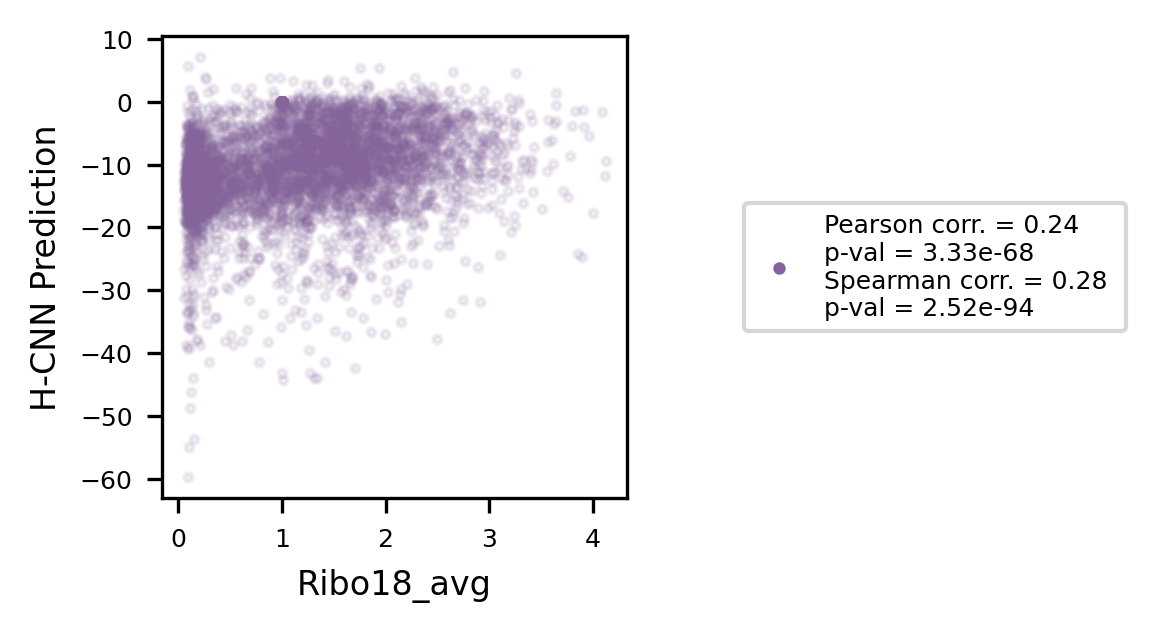 10
0
−10
−20
−30
−40
−50
−60
H-CNN Prediction
0 1 2 3 4
Ribo18_avg
Pearson corr. = 0.24
p-val = 3.33e-68
Spearman corr. = 0.28
p-val = 2.52e-94